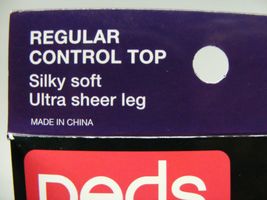 REGULAR
CONTROL TOP
Silky soft
Ultra sheer leg
MADE IN CHINA
peds